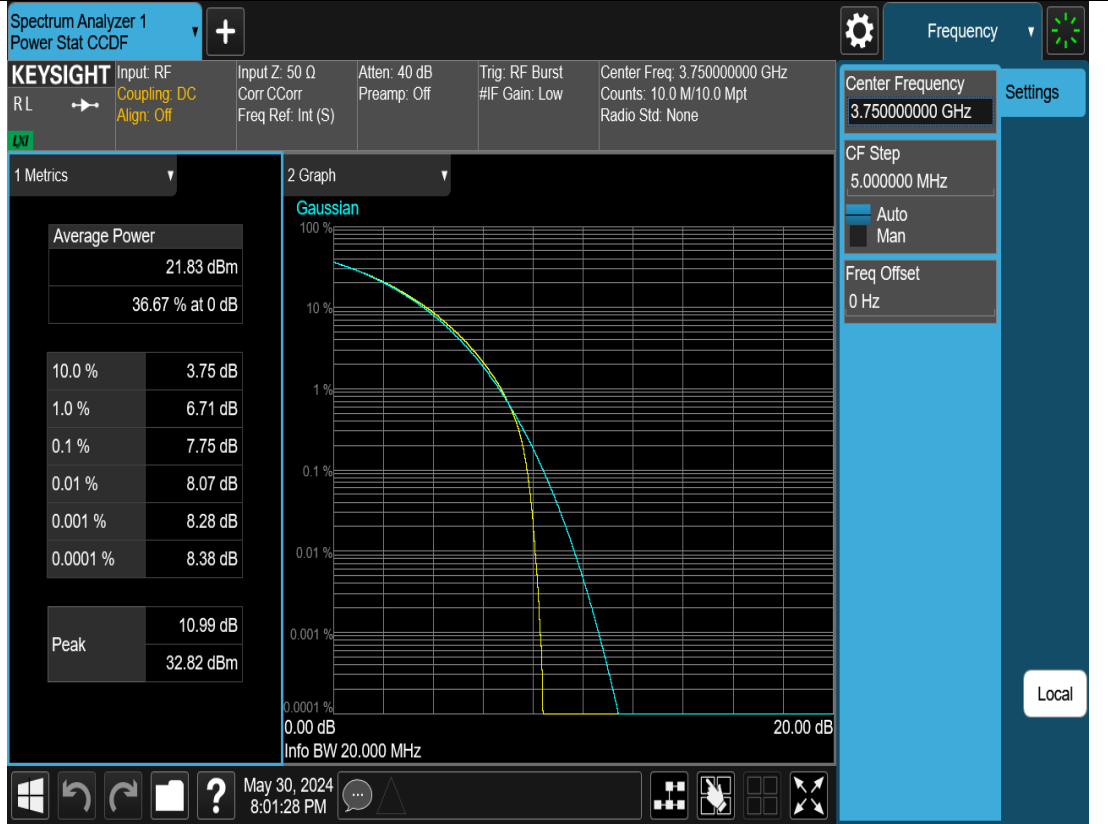 Spectrum Analyzer 1
Power Stat CCDF
+
Frequency
KEYSIGHT
RL
LXI
Input: RF
Coupling: DC
Align: Off
Input Z: 50 Ω
Corr CCorr
Freq Ref: Int (S)
Atten: 40 dB
Preamp: Off
Trig: RF Burst
#IF Gain: Low
Center Freq: 3.750000000 GHz
Counts: 10.0 M/10.0 Mpt
Radio Std: None
Center Frequency
3.750000000 GHz
Settings
CF Step
5.000000 MHz
Auto
Man
Freq Offset
0 Hz
1 Metrics
Average Power
21.83 dBm
36.67 % at 0 dB
10.0 % 3.75 dB
1.0 % 6.71 dB
0.1 % 7.75 dB
0.01 % 8.07 dB
0.001 % 8.28 dB
0.0001 % 8.38 dB
Peak
10.99 dB
32.82 dBm
2 Graph
Gaussian
100 %
10 %
1 %
0.1 %
0.01 %
0.001 %
0.0001 %
0.00 dB 20.00 dB
Info BW 20.000 MHz
Local
?
May 30, 2024
8:01:28 PM